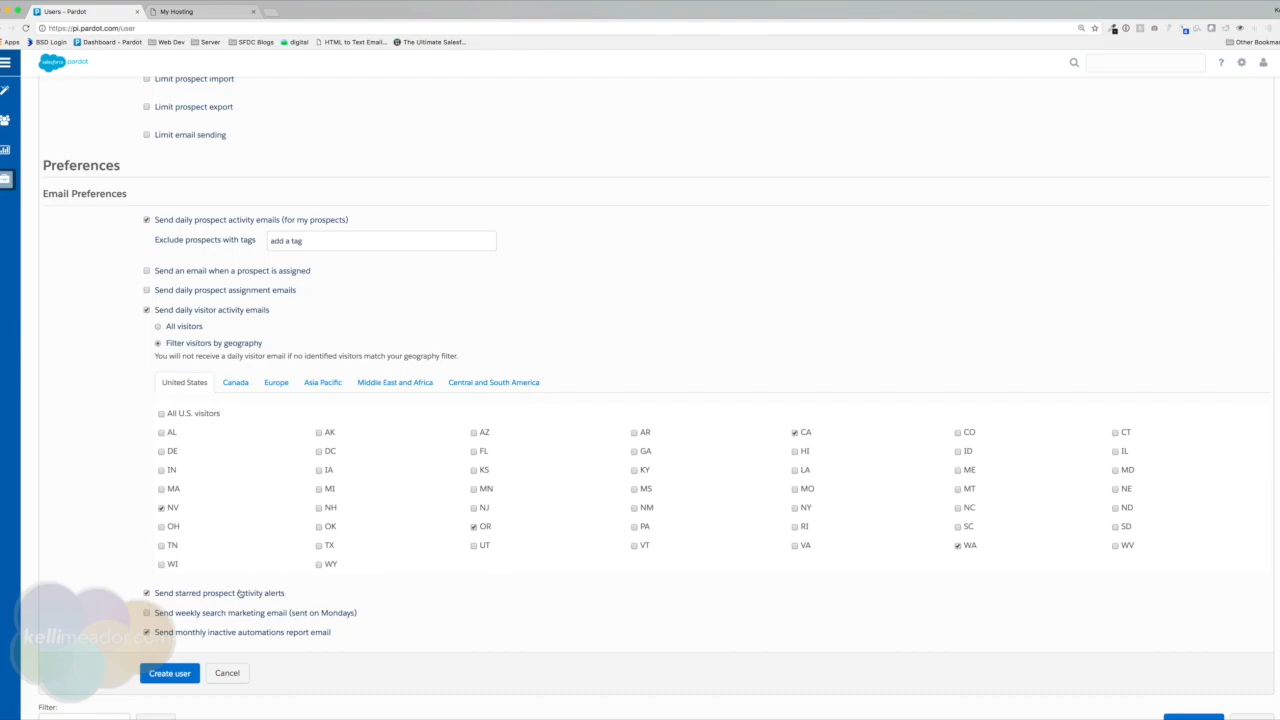 Users - Pardot
My Hosting
https://pi.pardot.com/user
Apps BSD Login Dashboard - Pardot Web Dev Server SFDC Blogs digital HTML to Text Email... The Ultimate Salesf... Other Bookmar
salesforce pardot
?
Limit prospect import
Limit prospect export
Limit email sending
Preferences
Email Preferences
Send daily prospect activity emails (for my prospects)
Exclude prospects with tags add a tag
Send an email when a prospect is assigned
Send daily prospect assignment emails
Send daily visitor activity emails
All visitors
Filter visitors by geography
You will not receive a daily visitor email if no identified visitors match your geography filter.
United States Canada Europe Asia Pacific Middle East and Africa Central and South America
All U.S. visitors
AL AK AZ AR CA CO CT
DE DC FL GA HI ID IL
IN IA KS KY LA ME MD
MA MI MN MS MO MT NE
NV NH NJ NM NY NC ND
OH OK OR PA RI SC SD
TN TX UT VT VA WA WV
WI WY
Send starred prospect activity alerts
Send weekly search marketing email (sent on Mondays)
Send monthly inactive automations report email
kellimeador.com
Create user Cancel
Filter: